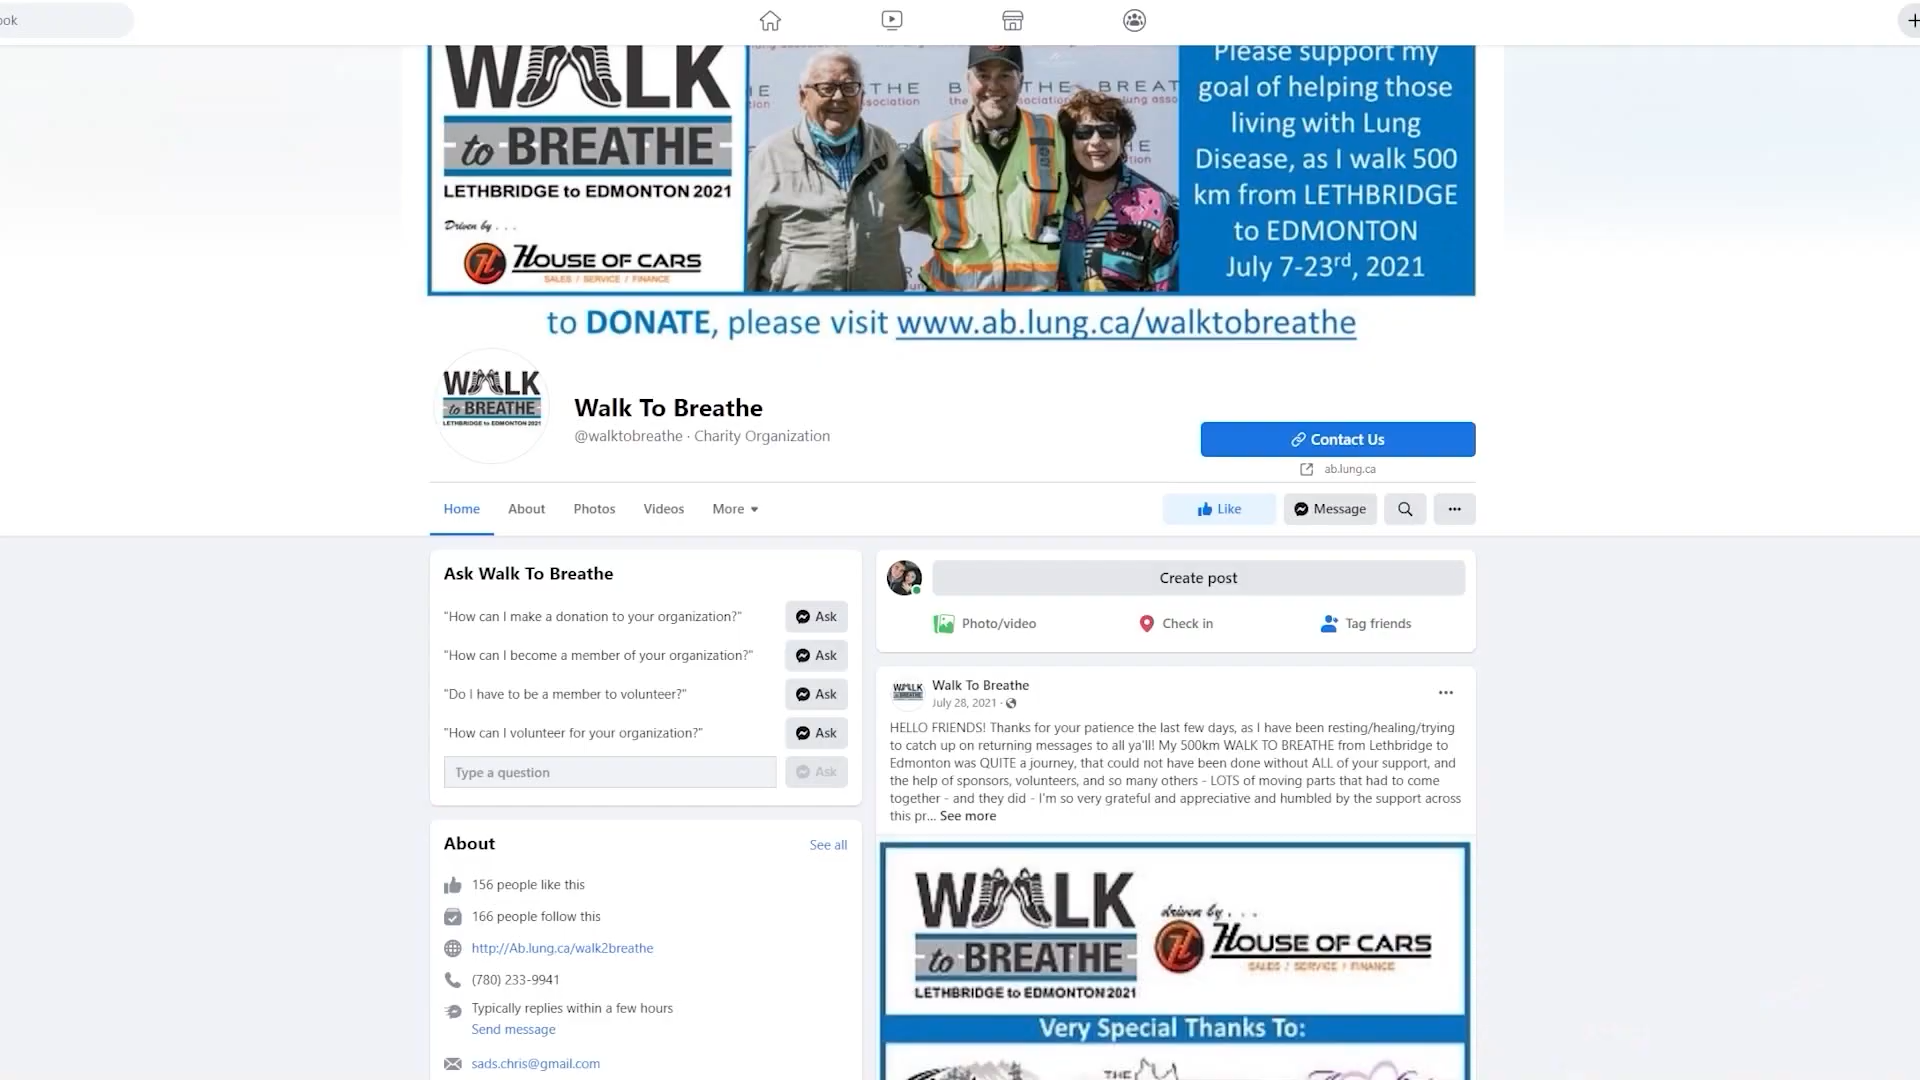 ook
WALK
to BREATHE
LETHBRIDGE to EDMONTON 2021
Driven by . . .
HOUSE OF CARS
SALES / SERVICE / FINANCE
THE BREATHE BREAT
Please support my
goal of helping those
living with Lung
Disease, as I walk 500
km from LETHBRIDGE
to EDMONTON
July 7-23rd, 2021
to DONATE, please visit www.ab.lung.ca/walktobreathe
WALK
to BREATHE
LETHBRIDGE to EDMONTON 2021
Walk To Breathe
@walktobreathe · Charity Organization
Contact Us
ab.lung.ca
Home About Photos Videos More
Like Message
Ask Walk To Breathe
"How can I make a donation to your organization?" Ask
"How can I become a member of your organization?" Ask
"Do I have to be a member to volunteer?" Ask
"How can I volunteer for your organization?" Ask
Type a question Ask
About See all
156 people like this
166 people follow this
http://Ab.lung.ca/walk2breathe
(780) 233-9941
Typically replies within a few hours
Send message
sads.chris@gmail.com
Create post
Photo/video Check in Tag friends
WALK
to BREATHE
Walk To Breathe
July 28, 2021 ·
HELLO FRIENDS! Thanks for your patience the last few days, as I have been resting/healing/trying
to catch up on returning messages to all ya'll! My 500km WALK TO BREATHE from Lethbridge to
Edmonton was QUITE a journey, that could not have been done without ALL of your support, and
the help of sponsors, volunteers, and so many others - LOTS of moving parts that had to come
together - and they did - I'm so very grateful and appreciative and humbled by the support across
this pr... See more
WALK
to BREATHE
LETHBRIDGE to EDMONTON 2021
driven by . . .
HOUSE OF CARS
SALES / SERVICE / FINANCE
Very Special Thanks To:
THE